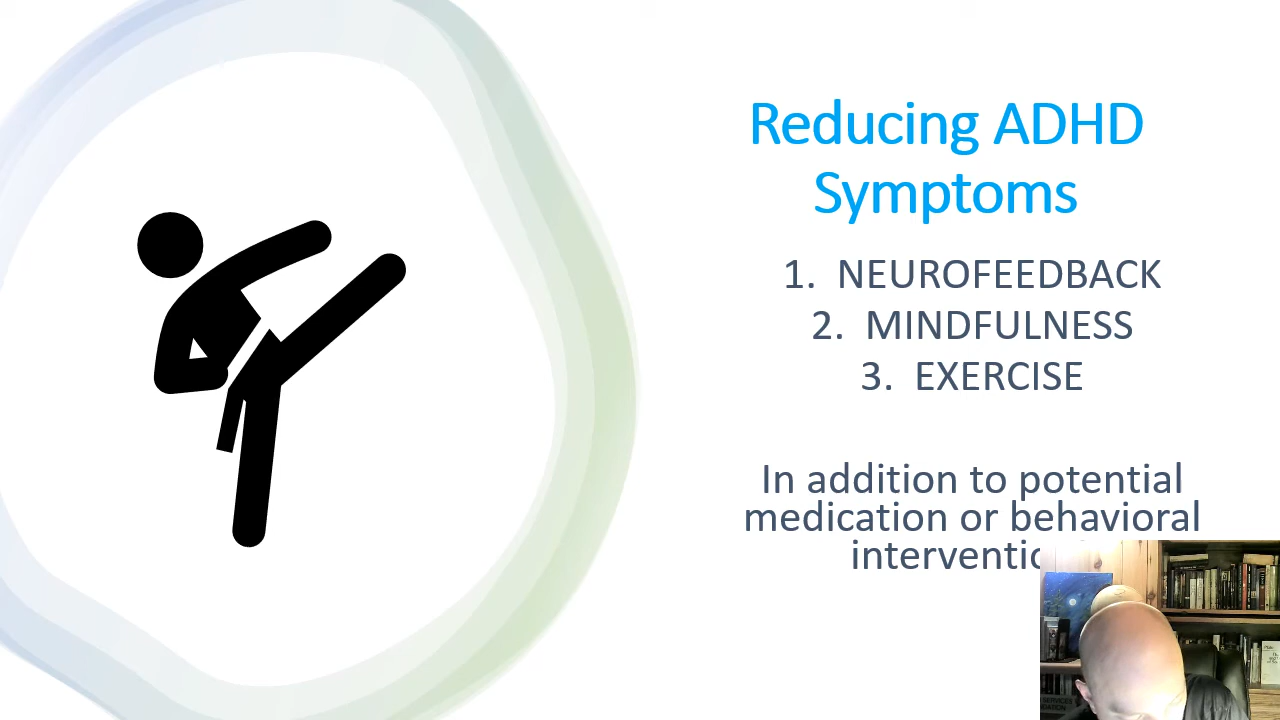 Reducing ADHD
Symptoms
1. NEUROFEEDBACK
2. MINDFULNESS
3. EXERCISE
In addition to potential
medication or behavioral